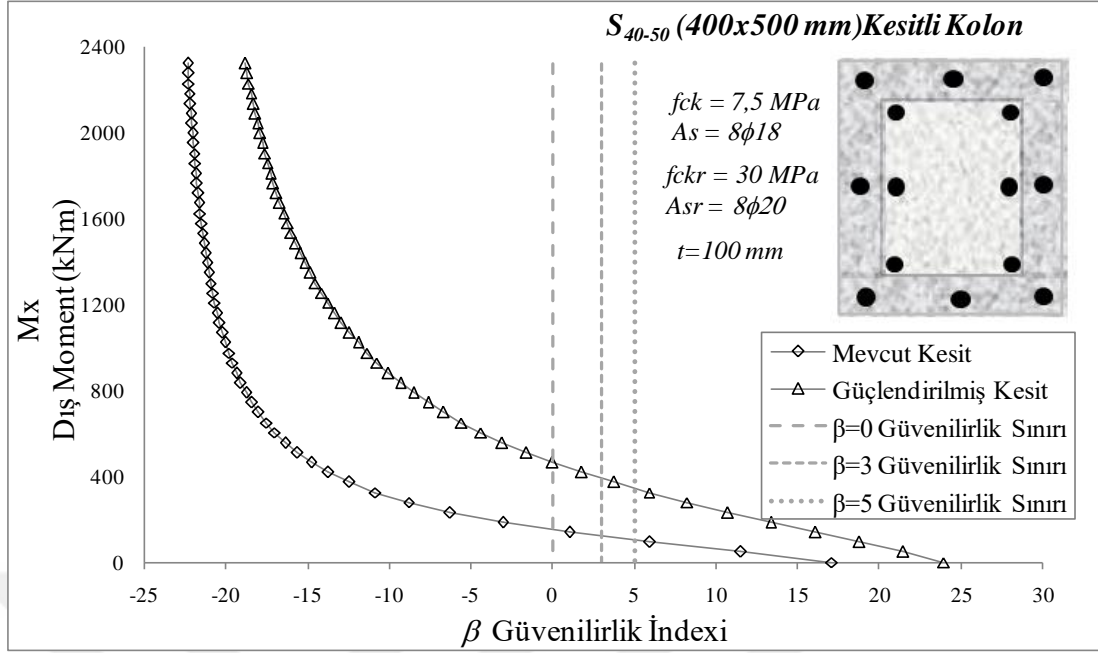 S40-50 (400x500 mm)Kesitli Kolon
fck = 7,5 MPa
As = 8ϕ18
fckr = 30 MPa
Asr = 8ϕ20
t=100 mm
Mx
Dış Moment (kNm)
2400
2000
1600
1200
800
400
0
Mevcut Kesit
Güçlendirilmiş Kesit
β=0 Güvenilirlik Sınırı
β=3 Güvenilirlik Sınırı
β=5 Güvenilirlik Sınırı
-25 -20 -15 -10 -5 0 5 10 15 20 25 30
β Güvenilirlik İndexi